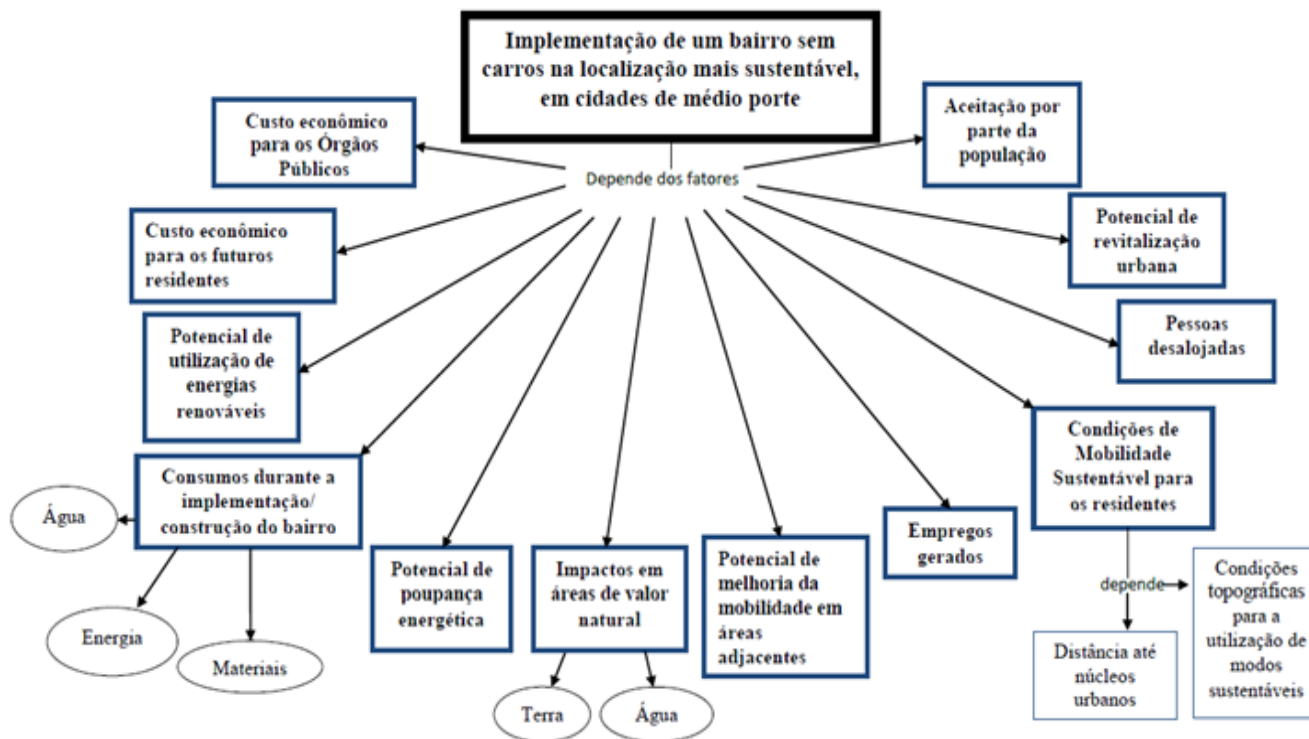 Implementação de um bairro sem
carros na localização mais sustentável,
em cidades de médio porte
Custo econômico
para os Órgãos
Públicos
Aceitação por
parte da
população
Depende dos fatores
Custo econômico
para os futuros
residentes
Potencial de
revitalização
urbana
Potencial de
utilização de
energias
renováveis
Pessoas
desalojadas
Consumos durante a
implementação/
construção do bairro
Condições de
Mobilidade
Sustentável para
os residentes
Água
Energia
Materiais
Potencial de
poupança
energética
Impactos em
áreas de valor
natural
Terra
Água
Potencial de
melhoria da
mobilidade em
áreas
adjacentes
Empregos
gerados
depende
Distância até
núcleos
urbanos
Condições
topográficas
para a
utilização de
modos
sustentáveis